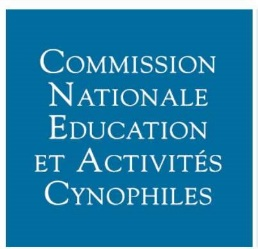 COMMISSION
NATIONALE
EDUCATION
ET ACTIVITÉS
CYNOPHILES